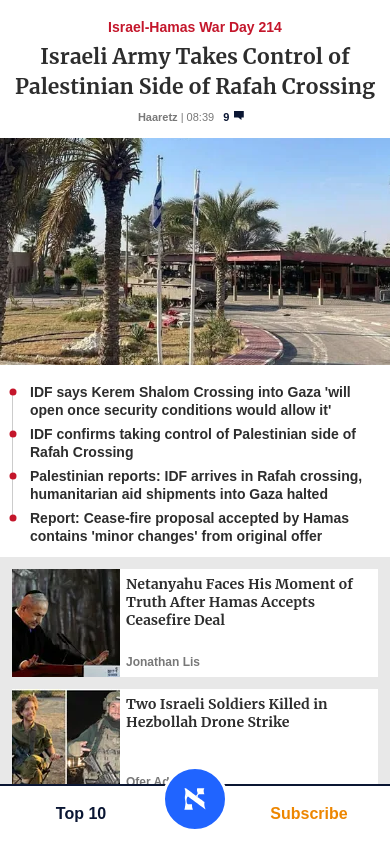 Israel-Hamas War Day 214
Israeli Army Takes Control of
Palestinian Side of Rafah Crossing
Haaretz | 08:39 9
IDF says Kerem Shalom Crossing into Gaza 'will
open once security conditions would allow it'
IDF confirms taking control of Palestinian side of
Rafah Crossing
Palestinian reports: IDF arrives in Rafah crossing,
humanitarian aid shipments into Gaza halted
Report: Cease-fire proposal accepted by Hamas
contains 'minor changes' from original offer
Netanyahu Faces His Moment of
Truth After Hamas Accepts
Ceasefire Deal
Jonathan Lis
Two Israeli Soldiers Killed in
Hezbollah Drone Strike
Ofer
Top 10
א
Subscribe